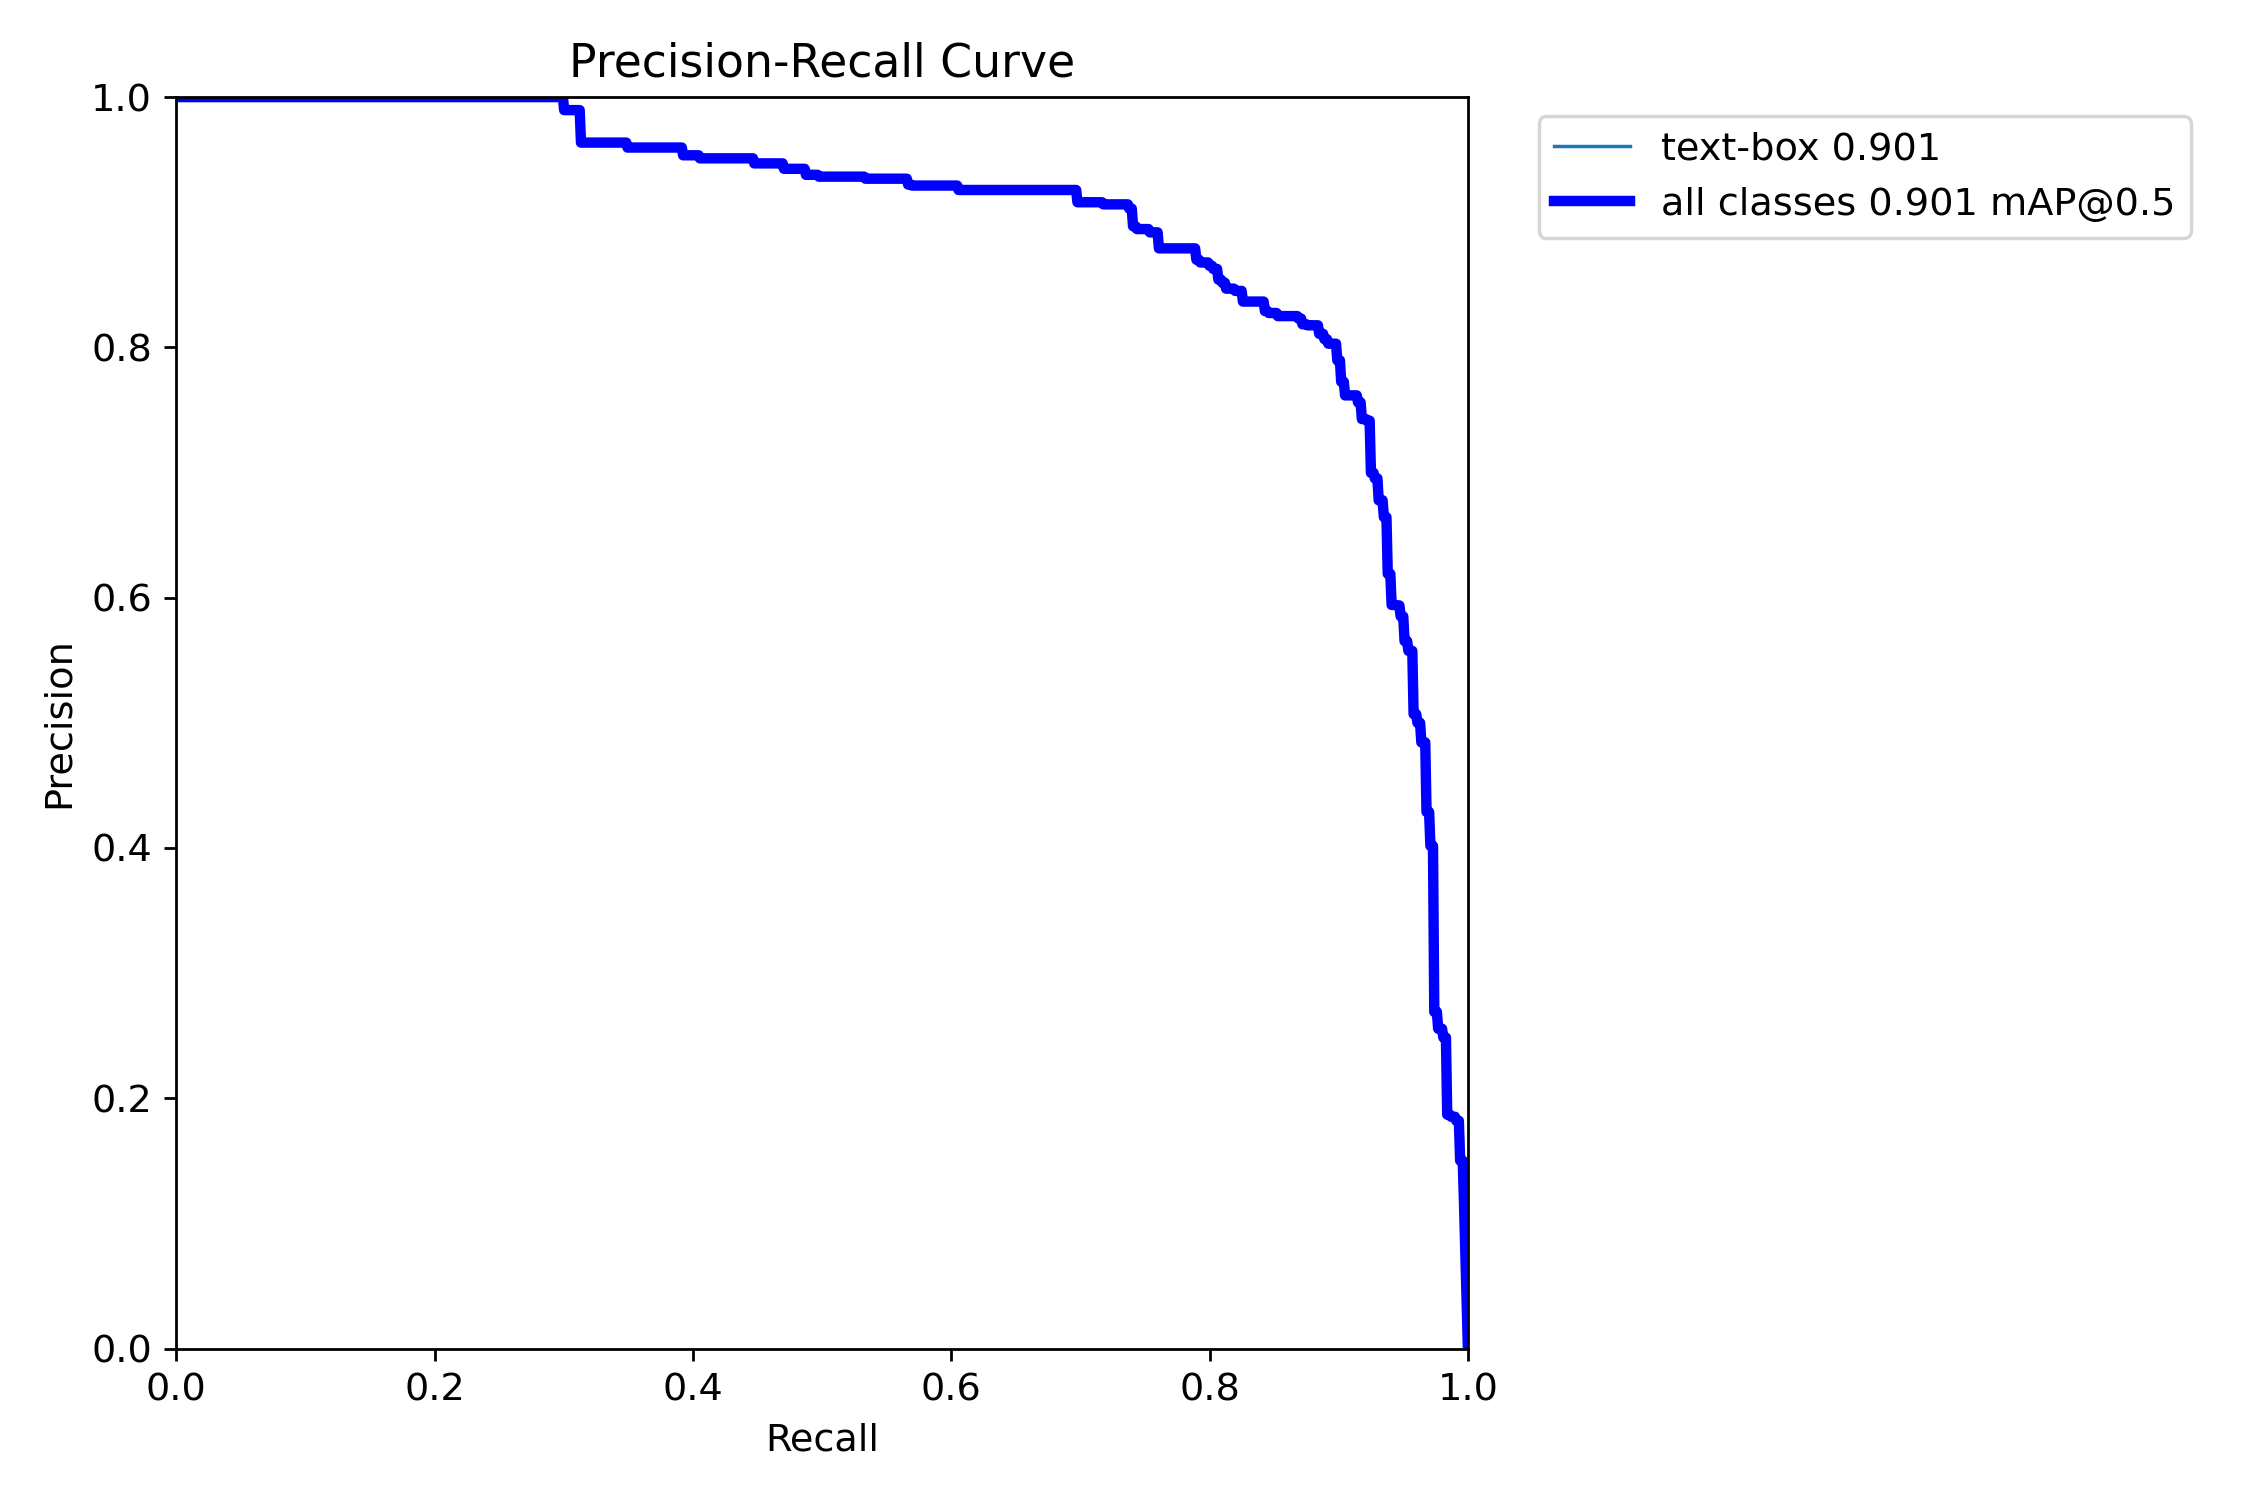 Precision-Recall Curve
1.0
0.8
0.6
0.4
0.2
0.0
Precision
0.0 0.2 0.4 0.6 0.8 1.0
Recall
text-box 0.901
all classes 0.901 mAP@0.5